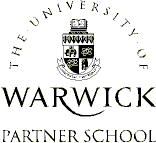 THE UNIVERSITY OF
WARWICK
PARTNER SCHOOL